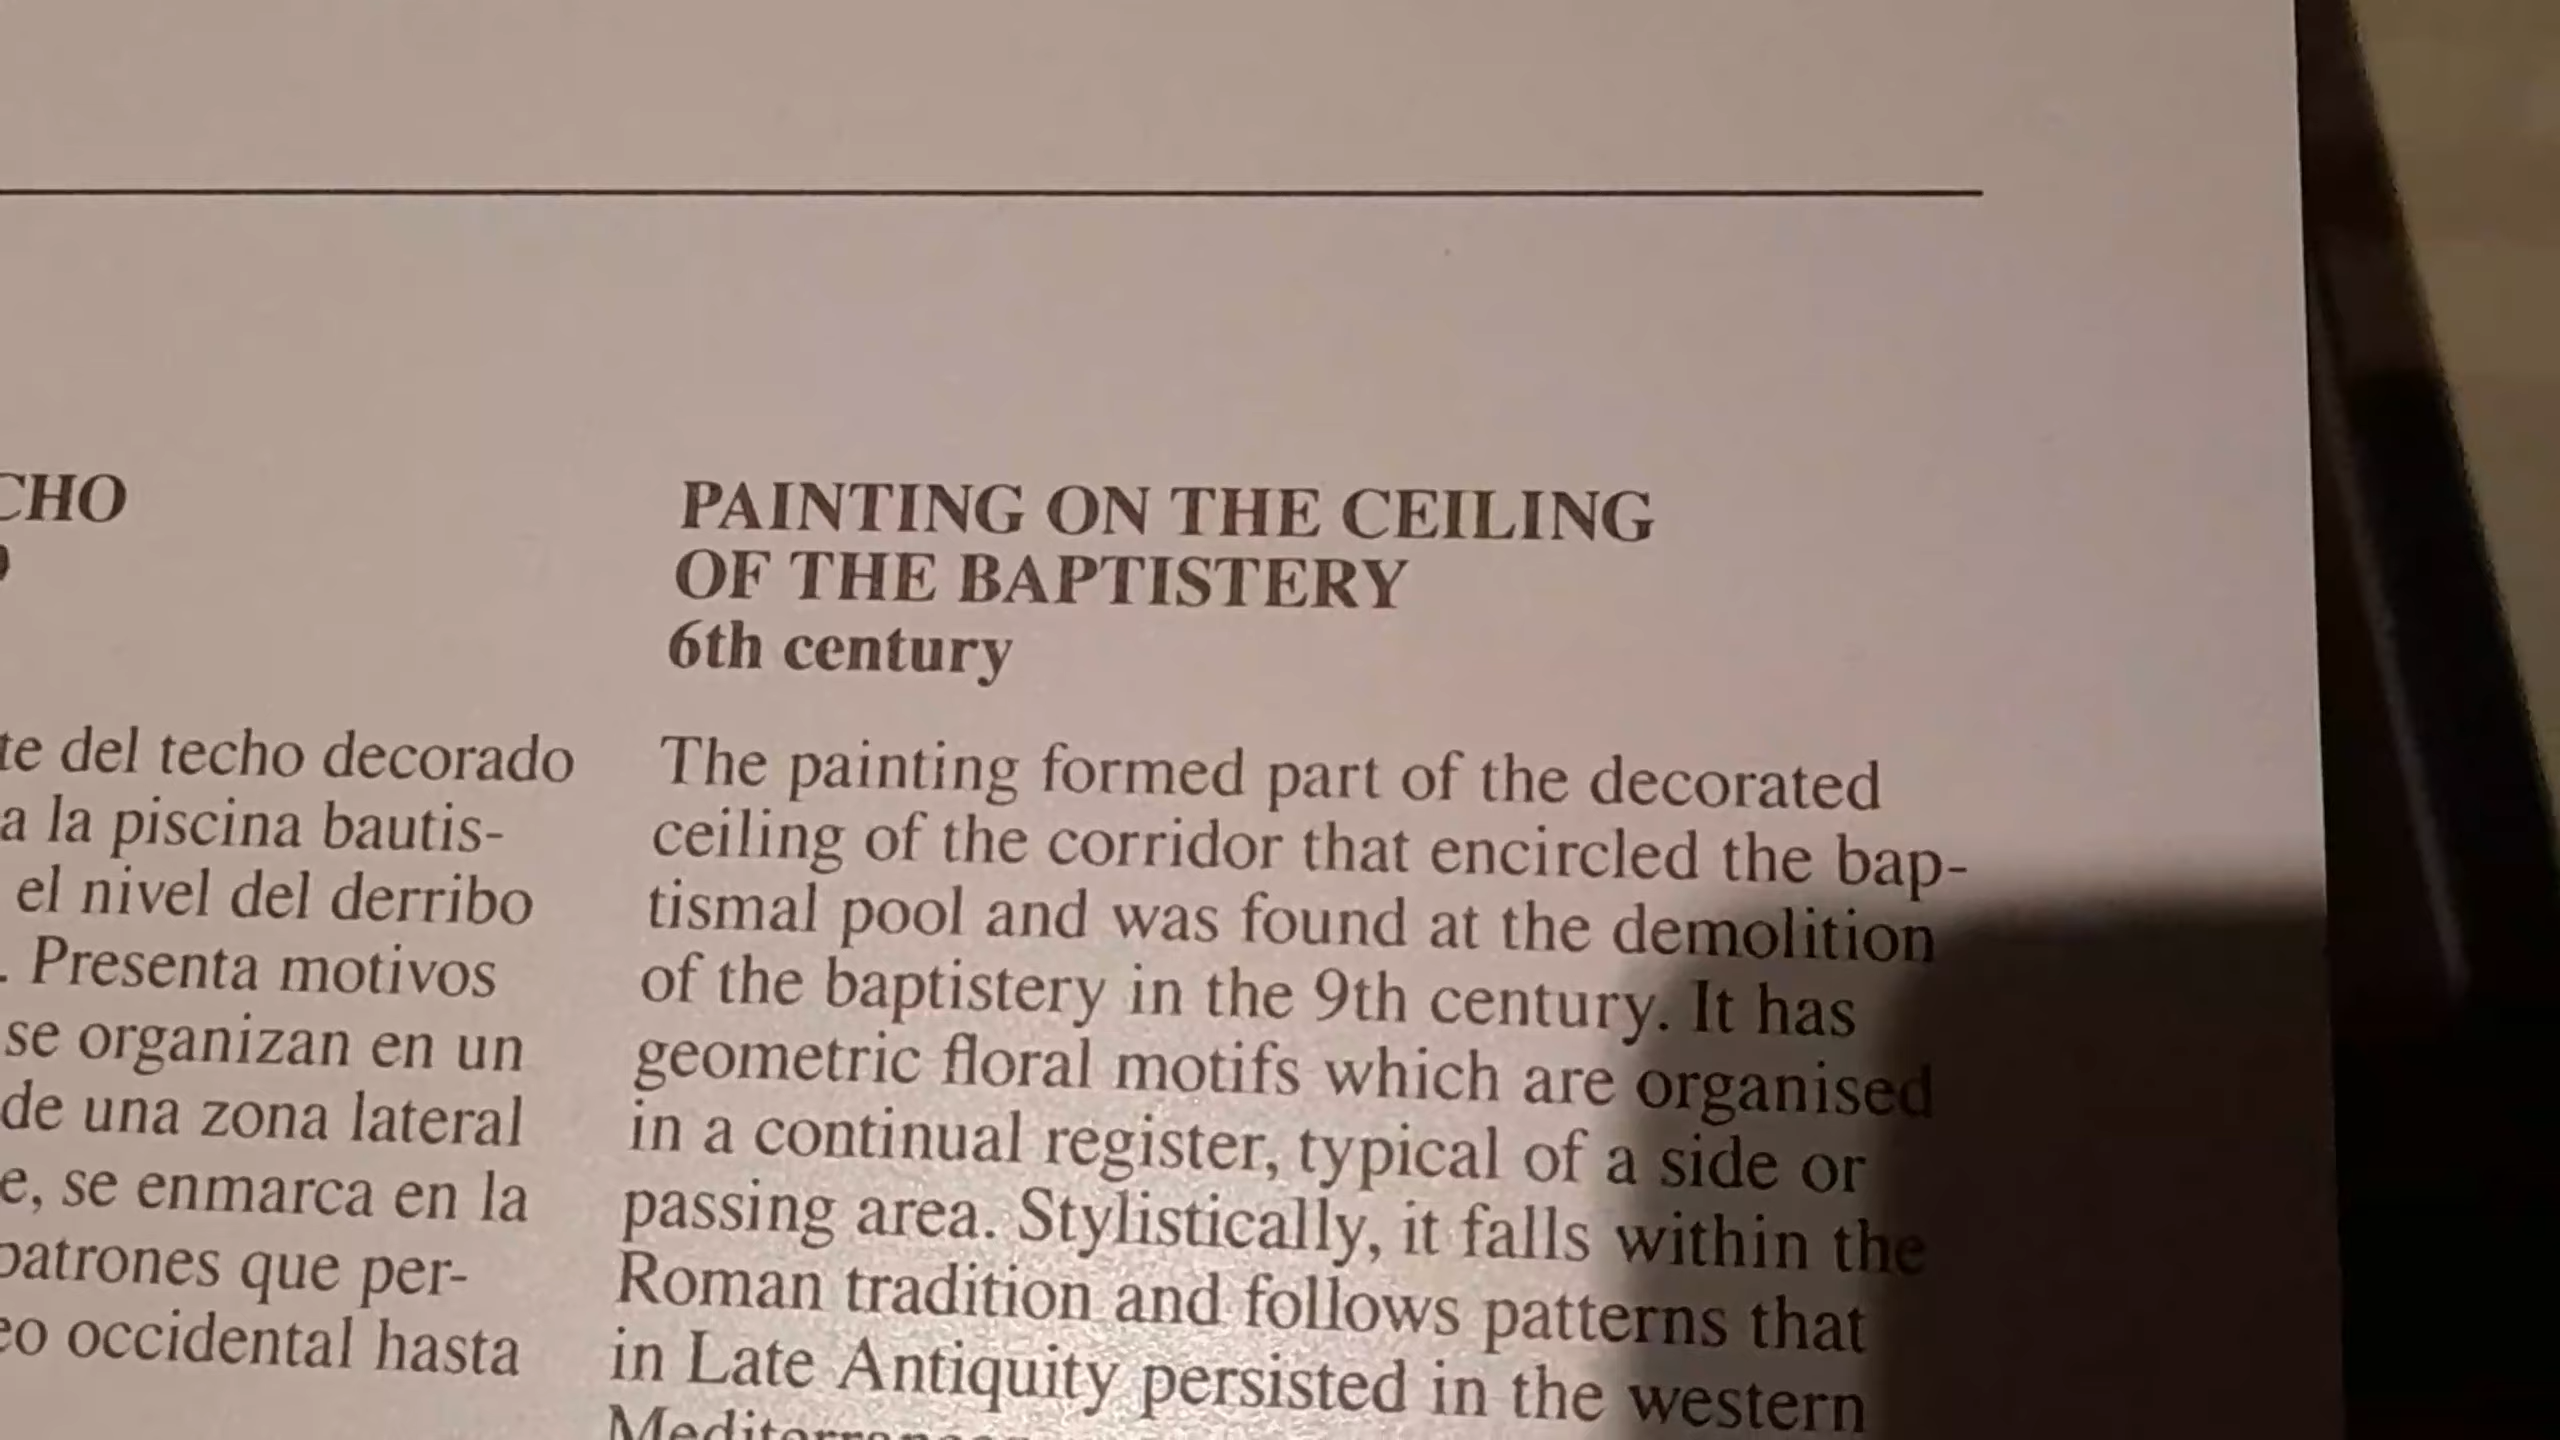 CHO
te del techo decorado
a la piscina bautis-
el nivel del derribo
. Presenta motivos
se organizan en un
de una zona lateral
e, se enmarca en la
patrones que per-
eo occidental hasta
PAINTING ON THE CEILING
OF THE BAPTISTERY
6th century
The painting formed part of the decorated
ceiling of the corridor that encircled the bap-
tismal pool and was found at the demolition
of the baptistery in the 9th century. It has
geometric floral motifs which are organised
in a continual register, typical of a side or
passing area. Stylistically, it falls within the
Roman tradition and follows patterns that
in Late Antiquity persisted in the western